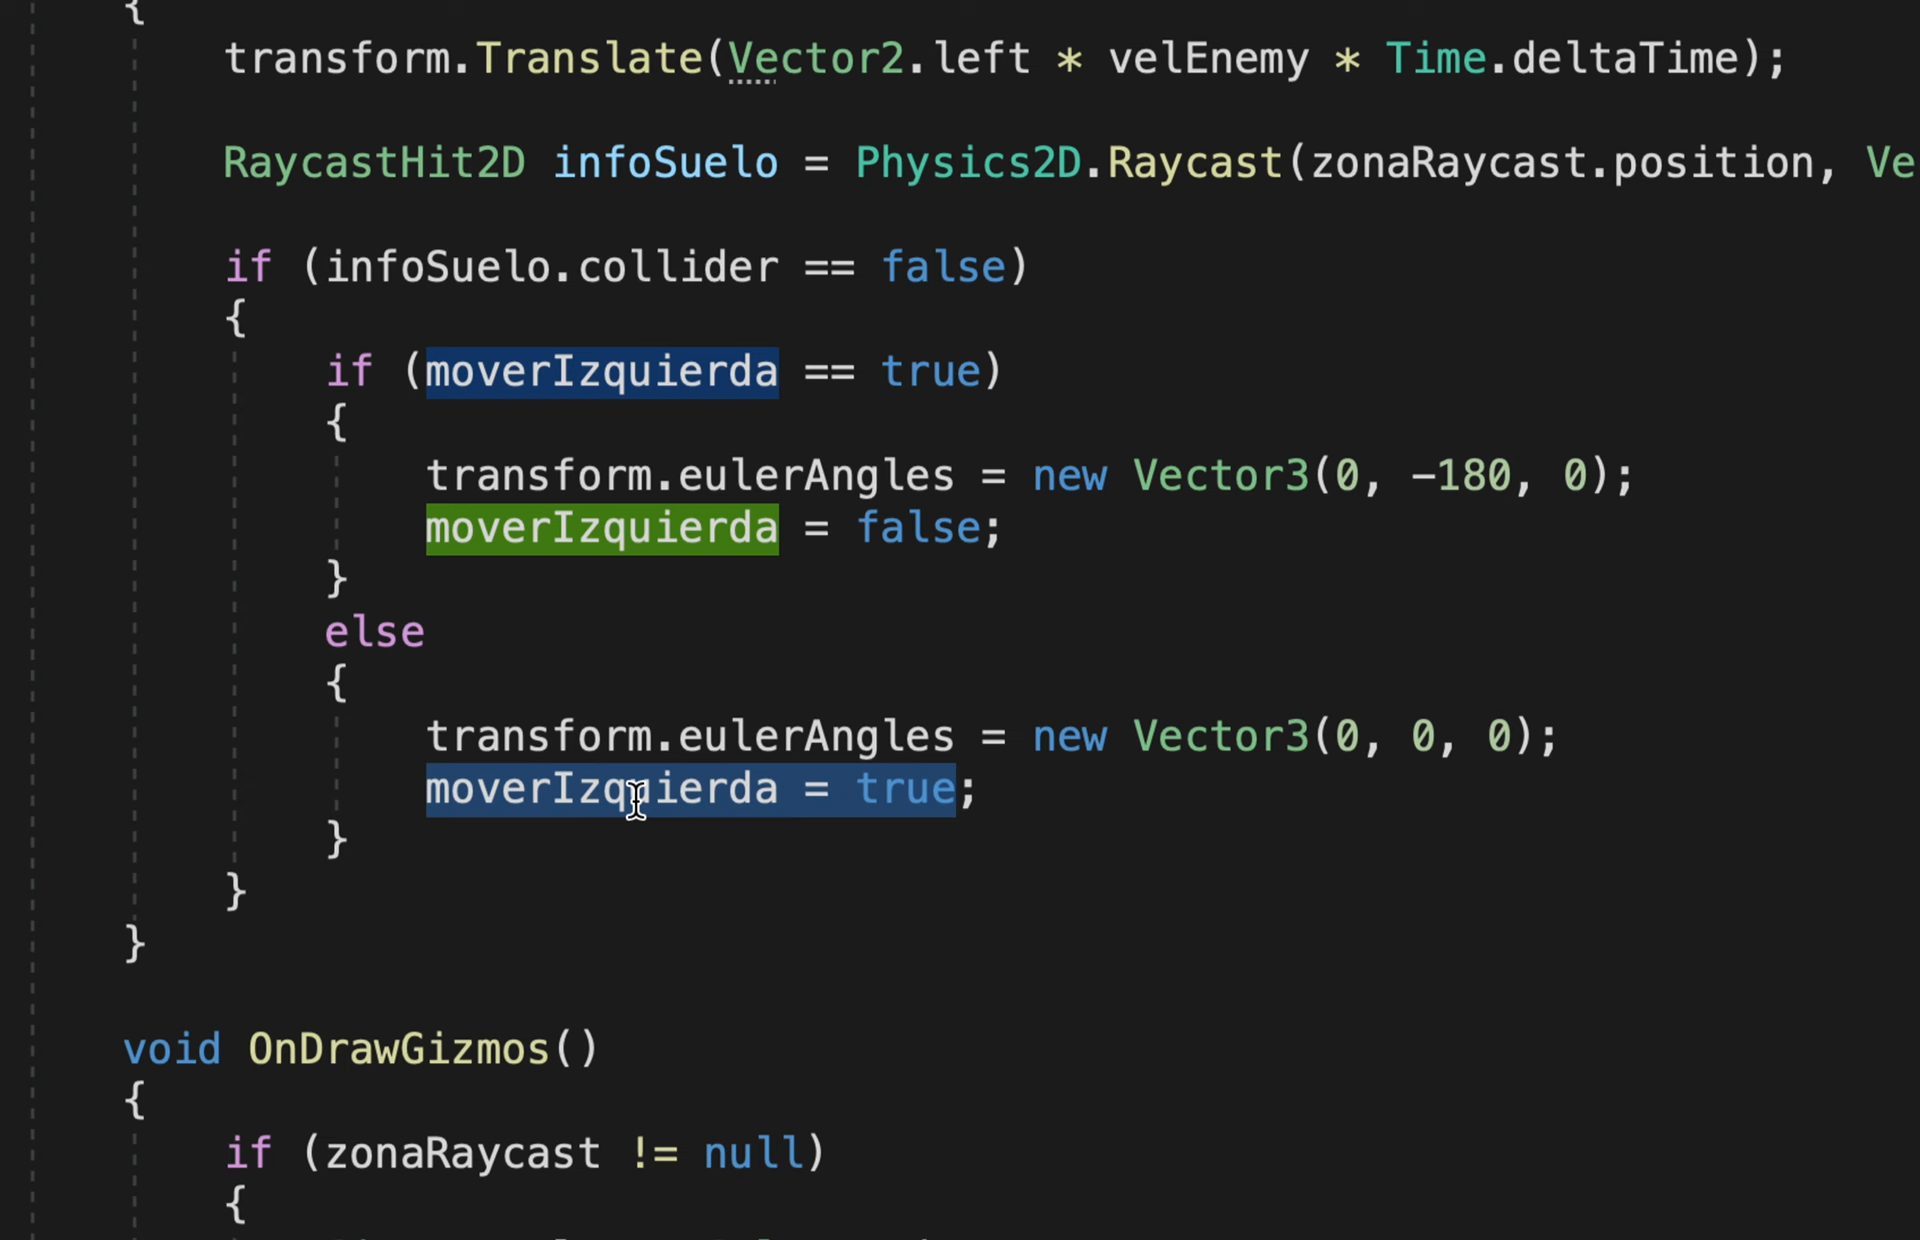 {
transform.Translate(Vector2.left * velEnemy * Time.deltaTime);
RaycastHit2D infoSuelo = Physics2D.Raycast(zonaRaycast.position, Ve
if (infoSuelo.collider == false)
{
if (moverIzquierda == true)
{
transform.eulerAngles = new Vector3(0, -180, 0);
moverIzquierda = false;
}
else
{
transform.eulerAngles = new Vector3(0, 0, 0);
moverIzquierda = true;
}
}
}
void OnDrawGizmos()
{
if (zonaRaycast != null)
{